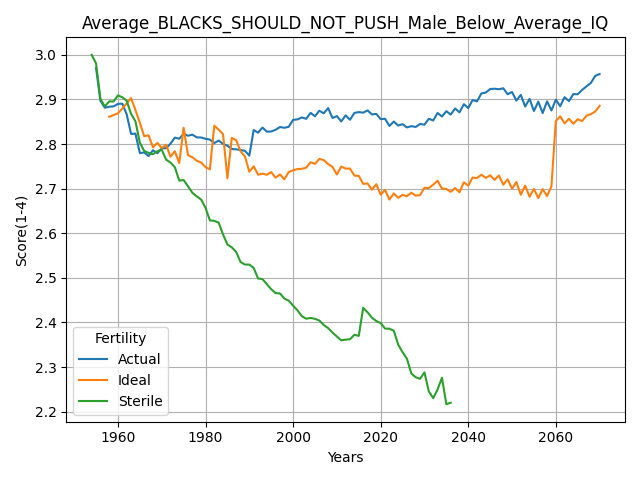 Average_BLACKS_SHOULD_NOT_PUSH_Male_Below_Average_IQ
Score(1-4)
3.0
2.9
2.8
2.7
2.6
2.5
2.4
2.3
2.2
Fertility
Actual
Ideal
Sterile
1960 1980 2000 2020 2040 2060
Years